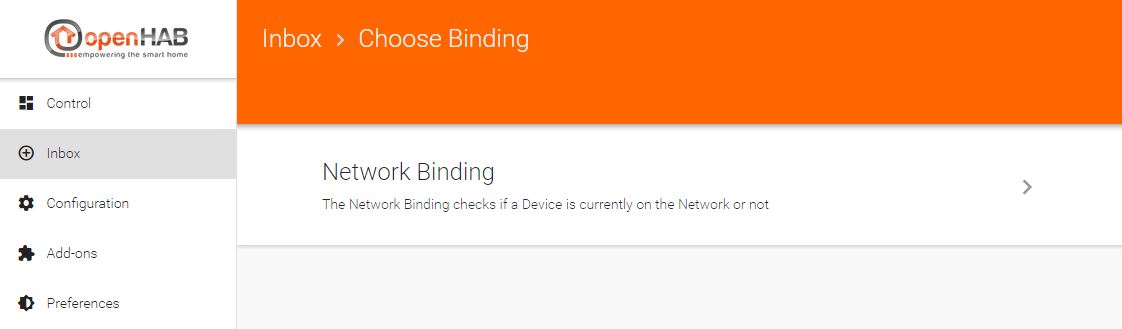 openHAB
empowering the smart home
Inbox > Choose Binding
Control
Inbox
Configuration
Add-ons
Preferences
Network Binding
The Network Binding checks if a Device is currently on the Network or not